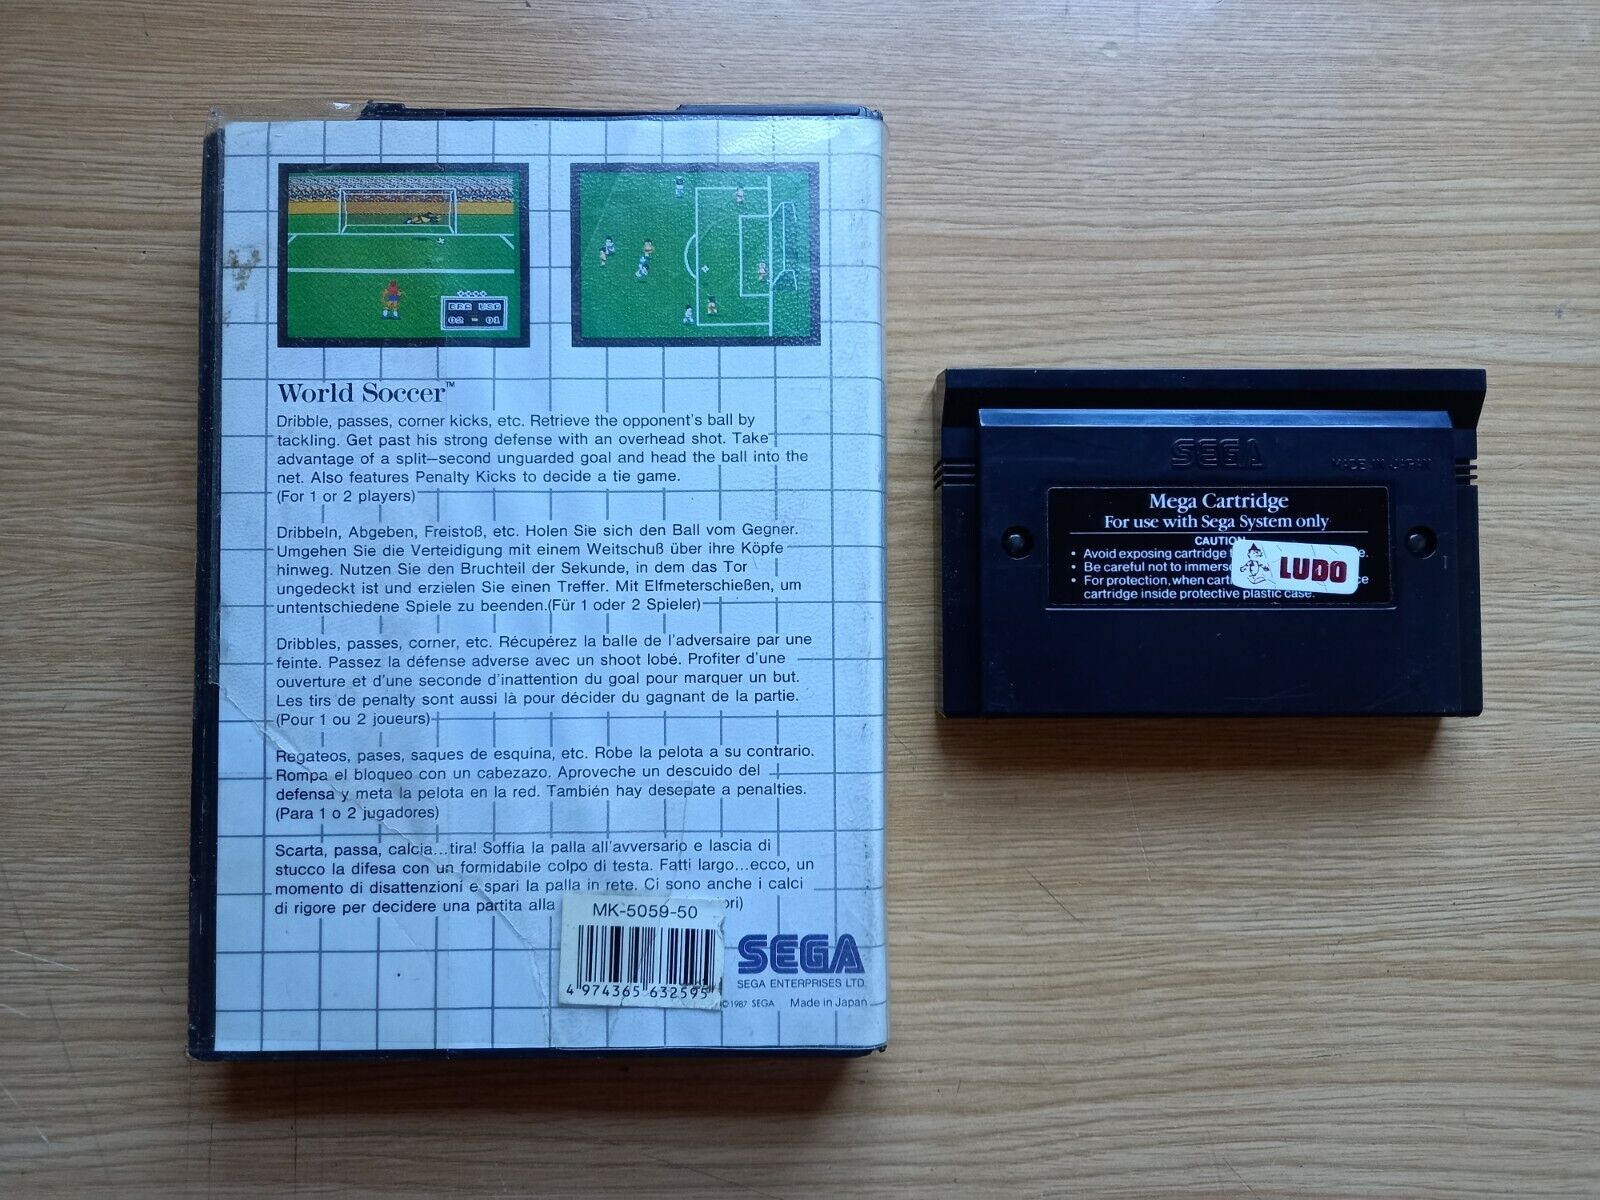 BRA USA
02 - 01
World Soccer™
Dribble, passes, corner kicks, etc. Retrieve the opponent's ball by
tackling. Get past his strong defense with an overhead shot. Take
advantage of a split-second unguarded goal and head the ball into the
net. Also features Penalty Kicks to decide a tie game.
(For 1 or 2 players)
Dribbeln, Abgeben, Freistoß, etc. Holen Sie sich den Ball vom Gegner.
Umgehen Sie die Verteidigung mit einem Weitschuß über ihre Köpfe
hinweg. Nutzen Sie den Bruchteil der Sekunde, in dem das Tor
ungedeckt ist und erzielen Sie einen Treffer. Mit Elfmeterschießen, um
untentschiedene Spiele zu beenden.(Für 1 oder 2 Spieler)
Dribbles, passes, corner, etc. Récupérez la balle de l'adversaire par une
feinte. Passez la défense adverse avec un shoot lobé. Profiter d'une
ouverture et d'une seconde d'inattention du goal pour marquer un but.
Les tirs de penalty sont aussi là pour décider du gagnant de la partie.
(Pour 1 ou 2 joueurs)
Regateos, pases, saques de esquina, etc. Robe la pelota a su contrario.
Rompa el bloqueo con un cabezazo. Aproveche un descuido del
defensa y meta la pelota en la red. También hay desepate a penalties.
(Para 1 o 2 jugadores)
Scarta, passa, calcia...tira! Soffia la palla all'avversario e lascia di
stucco la difesa con un formidabile colpo di testa. Fatti largo...ecco, un
momento di disattenzioni e spari la palla in rete. Ci sono anche i calci
di rigore per decidere una partita alla ori)
MK-5059-50
4 974365 632595
SEGA
SEGA ENTERPRISES LTD.
©1987 SEGA Made in Japan
SEGA
MADE IN JAPAN
Mega Cartridge
For use with Sega System only
CAUTION
• Avoid exposing cartridge e.
• Be careful not to immerse
• For protection, when cart ce
cartridge inside protective plastic case.
LUDO